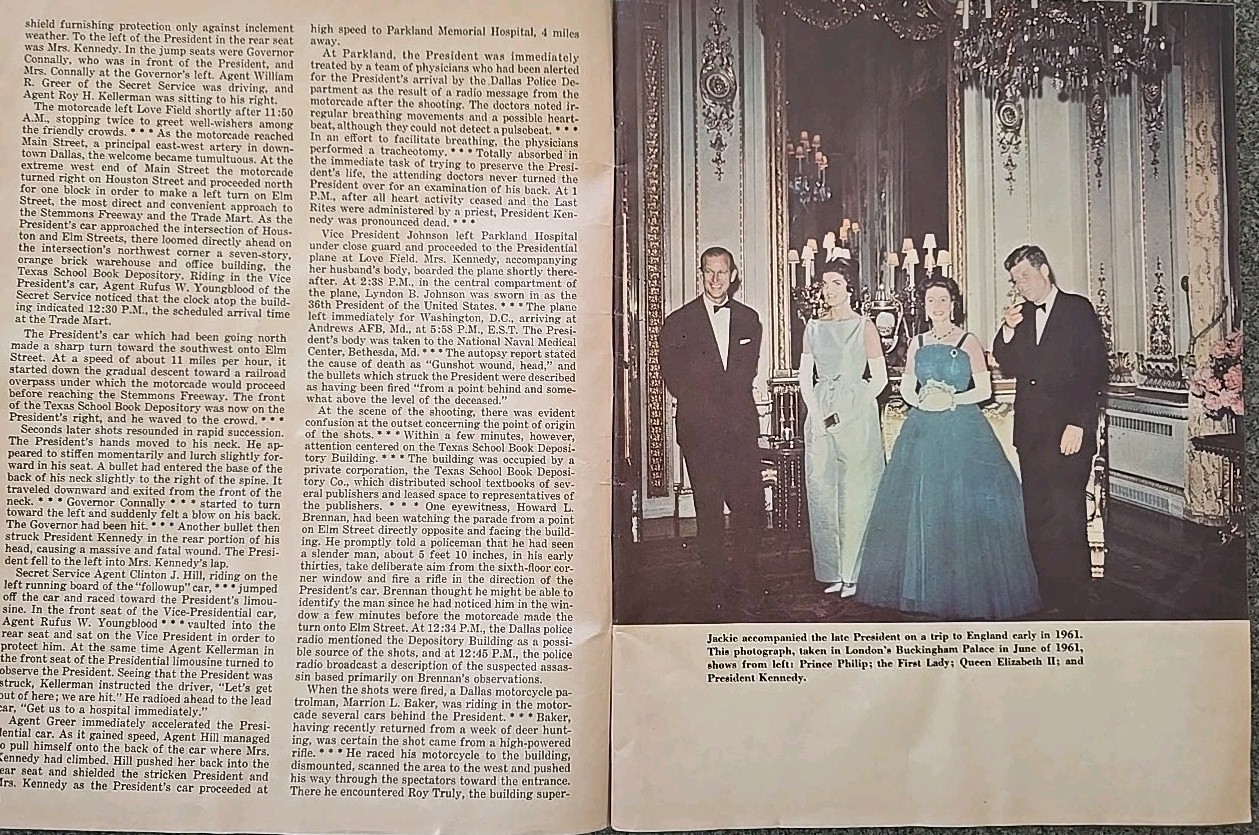 shield furnishing protection only against inclement
weather. To the left of the President in the rear seat
was Mrs. Kennedy. In the jump seats were Governor
Connally, who was in front of the President, and
Mrs. Connally at the Governor's left. Agent William
R. Greer of the Secret Service was driving, and
Agent Roy H. Kellerman was sitting to his right.
The motorcade left Love Field shortly after 11:50
A.M., stopping twice to greet well-wishers among
the friendly crowds. * * * As the motorcade reached
Main Street, a principal east-west artery in down-
town Dallas, the welcome became tumultuous. At the
extreme west end of Main Street the motorcade
turned right on Houston Street and proceeded north
for one block in order to make a left turn on Elm
Street, the most direct and convenient approach to
the Stemmons Freeway and the Trade Mart. As the
President's car approached the intersection of Hous-
ton and Elm Streets, there loomed directly ahead on
the intersection's northwest corner a seven-story,
orange brick warehouse and office building, the
Texas School Book Depository. Riding in the Vice
President's car, Agent Rufus W. Youngblood of the
Secret Service noticed that the clock atop the build-
ing indicated 12:30 P.M., the scheduled arrival time
at the Trade Mart.
The President's car which had been going north
made a sharp turn toward the southwest onto Elm
Street. At a speed of about 11 miles per hour, it
started down the gradual descent toward a railroad
overpass under which the motorcade would proceed
before reaching the Stemmons Freeway. The front
of the Texas School Book Depository was now on the
President's right, and he waved to the crowd. * * *
Seconds later shots resounded in rapid succession.
The President's hands moved to his neck. He ap-
peared to stiffen momentarily and lurch slightly for-
ward in his seat. A bullet had entered the base of the
back of his neck slightly to the right of the spine. It
traveled downward and exited from the front of the
neck. * * * Governor Connally * * * started to turn
toward the left and suddenly felt a blow on his back.
The Governor had been hit. * * * Another bullet then
struck President Kennedy in the rear portion of his
head, causing a massive and fatal wound. The Presi-
dent fell to the left into Mrs. Kennedy's lap.
Secret Service Agent Clinton J. Hill, riding on the
left running board of the "followup" car, * * * jumped
off the car and raced toward the President's limou-
sine. In the front seat of the Vice-Presidential car,
Agent Rufus W. Youngblood * * * vaulted into the
rear seat and sat on the Vice President in order to
protect him. At the same time Agent Kellerman in
the front seat of the Presidential limousine turned to
observe the President. Seeing that the President was
struck, Kellerman instructed the driver, "Let's get
out of here; we are hit." He radioed ahead to the lead
car, "Get us to a hospital immediately."
Agent Greer immediately accelerated the Presi-
dential car. As it gained speed, Agent Hill managed
to pull himself onto the back of the car where Mrs.
Kennedy had climbed. Hill pushed her back into the
rear seat and shielded the stricken President and
Mrs. Kennedy as the President's car proceeded at
high speed to Parkland Memorial Hospital, 4 miles
away.
At Parkland, the President was immediately
treated by a team of physicians who had been alerted
for the President's arrival by the Dallas Police De-
partment as the result of a radio message from the
motorcade after the shooting. The doctors noted ir-
regular breathing movements and a possible heart-
beat, although they could not detect a pulsebeat. * * *
In an effort to facilitate breathing, the physicians
performed a tracheotomy. * * * Totally absorbed in
the immediate task of trying to preserve the Presi-
dent's life, the attending doctors never turned the
President over for an examination of his back. At 1
P.M., after all heart activity ceased and the Last
Rites were administered by a priest, President Ken-
nedy was pronounced dead. * * *
Vice President Johnson left Parkland Hospital
under close guard and proceeded to the Presidential
plane at Love Field. Mrs. Kennedy, accompanying
her husband's body, boarded the plane shortly there-
after. At 2:38 P.M., in the central compartment of
the plane, Lyndon B. Johnson was sworn in as the
36th President of the United States. * * * The plane
left immediately for Washington, D.C., arriving at
Andrews AFB, Md., at 5:58 P.M., E.S.T. The Presi-
dent's body was taken to the National Naval Medical
Center, Bethesda, Md. * * * The autopsy report stated
the cause of death as "Gunshot wound, head," and
the bullets which struck the President were described
as having been fired "from a point behind and some-
what above the level of the deceased."
At the scene of the shooting, there was evident
confusion at the outset concerning the point of origin
of the shots. * * * Within a few minutes, however,
attention centered on the Texas School Book Deposi-
tory Building. * * * The building was occupied by a
private corporation, the Texas School Book Deposi-
tory Co., which distributed school textbooks of sev-
eral publishers and leased space to representatives of
the publishers. * * * One eyewitness, Howard L.
Brennan, had been watching the parade from a point
on Elm Street directly opposite and facing the build-
ing. He promptly told a policeman that he had seen
a slender man, about 5 feet 10 inches, in his early
thirties, take deliberate aim from the sixth-floor cor-
ner window and fire a rifle in the direction of the
President's car. Brennan thought he might be able to
identify the man since he had noticed him in the win-
dow a few minutes before the motorcade made the
turn onto Elm Street. At 12:34 P.M., the Dallas police
radio mentioned the Depository Building as a possi-
ble source of the shots, and at 12:45 P.M., the police
radio broadcast a description of the suspected assas-
sin based primarily on Brennan's observations.
When the shots were fired, a Dallas motorcycle pa-
trolman, Marrion L. Baker, was riding in the motor-
cade several cars behind the President. * * * Baker,
having recently returned from a week of deer hunt-
ing, was certain the shot came from a high-powered
rifle. * * * He raced his motorcycle to the building,
dismounted, scanned the area to the west and pushed
his way through the spectators toward the entrance.
There he encountered Roy Truly, the building super-
Jackie accompanied the late President on a trip to England early in 1961.
This photograph, taken in London's Buckingham Palace in June of 1961,
shows from left: Prince Philip; the First Lady; Queen Elizabeth II; and
President Kennedy.